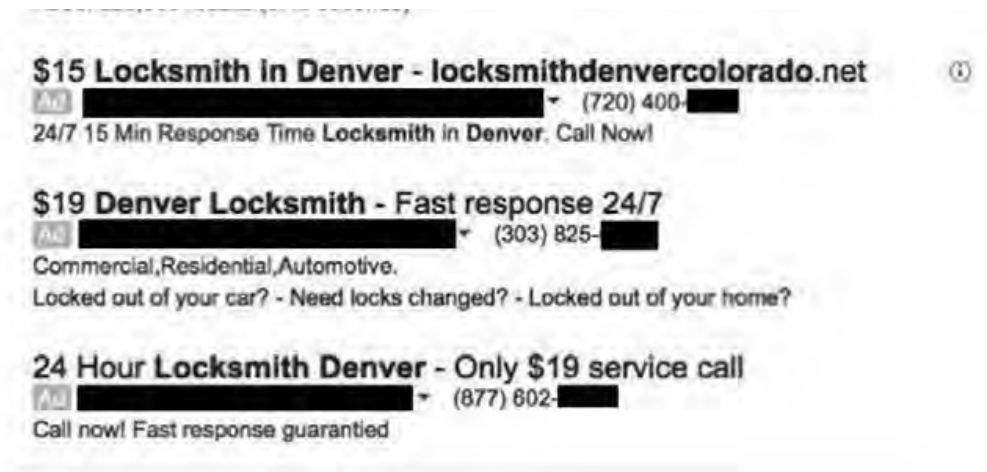 $15 Locksmith in Denver - locksmithdenvercolorado.net
Ad (720) 400-
24/7 15 Min Response Time Locksmith in Denver. Call Now!
$19 Denver Locksmith - Fast response 24/7
Ad (303) 825-
Commercial,Residential,Automotive.
Locked out of your car? - Need locks changed? - Locked out of your home?
24 Hour Locksmith Denver - Only $19 service call
Ad (877) 602-
Call now! Fast response guarantied